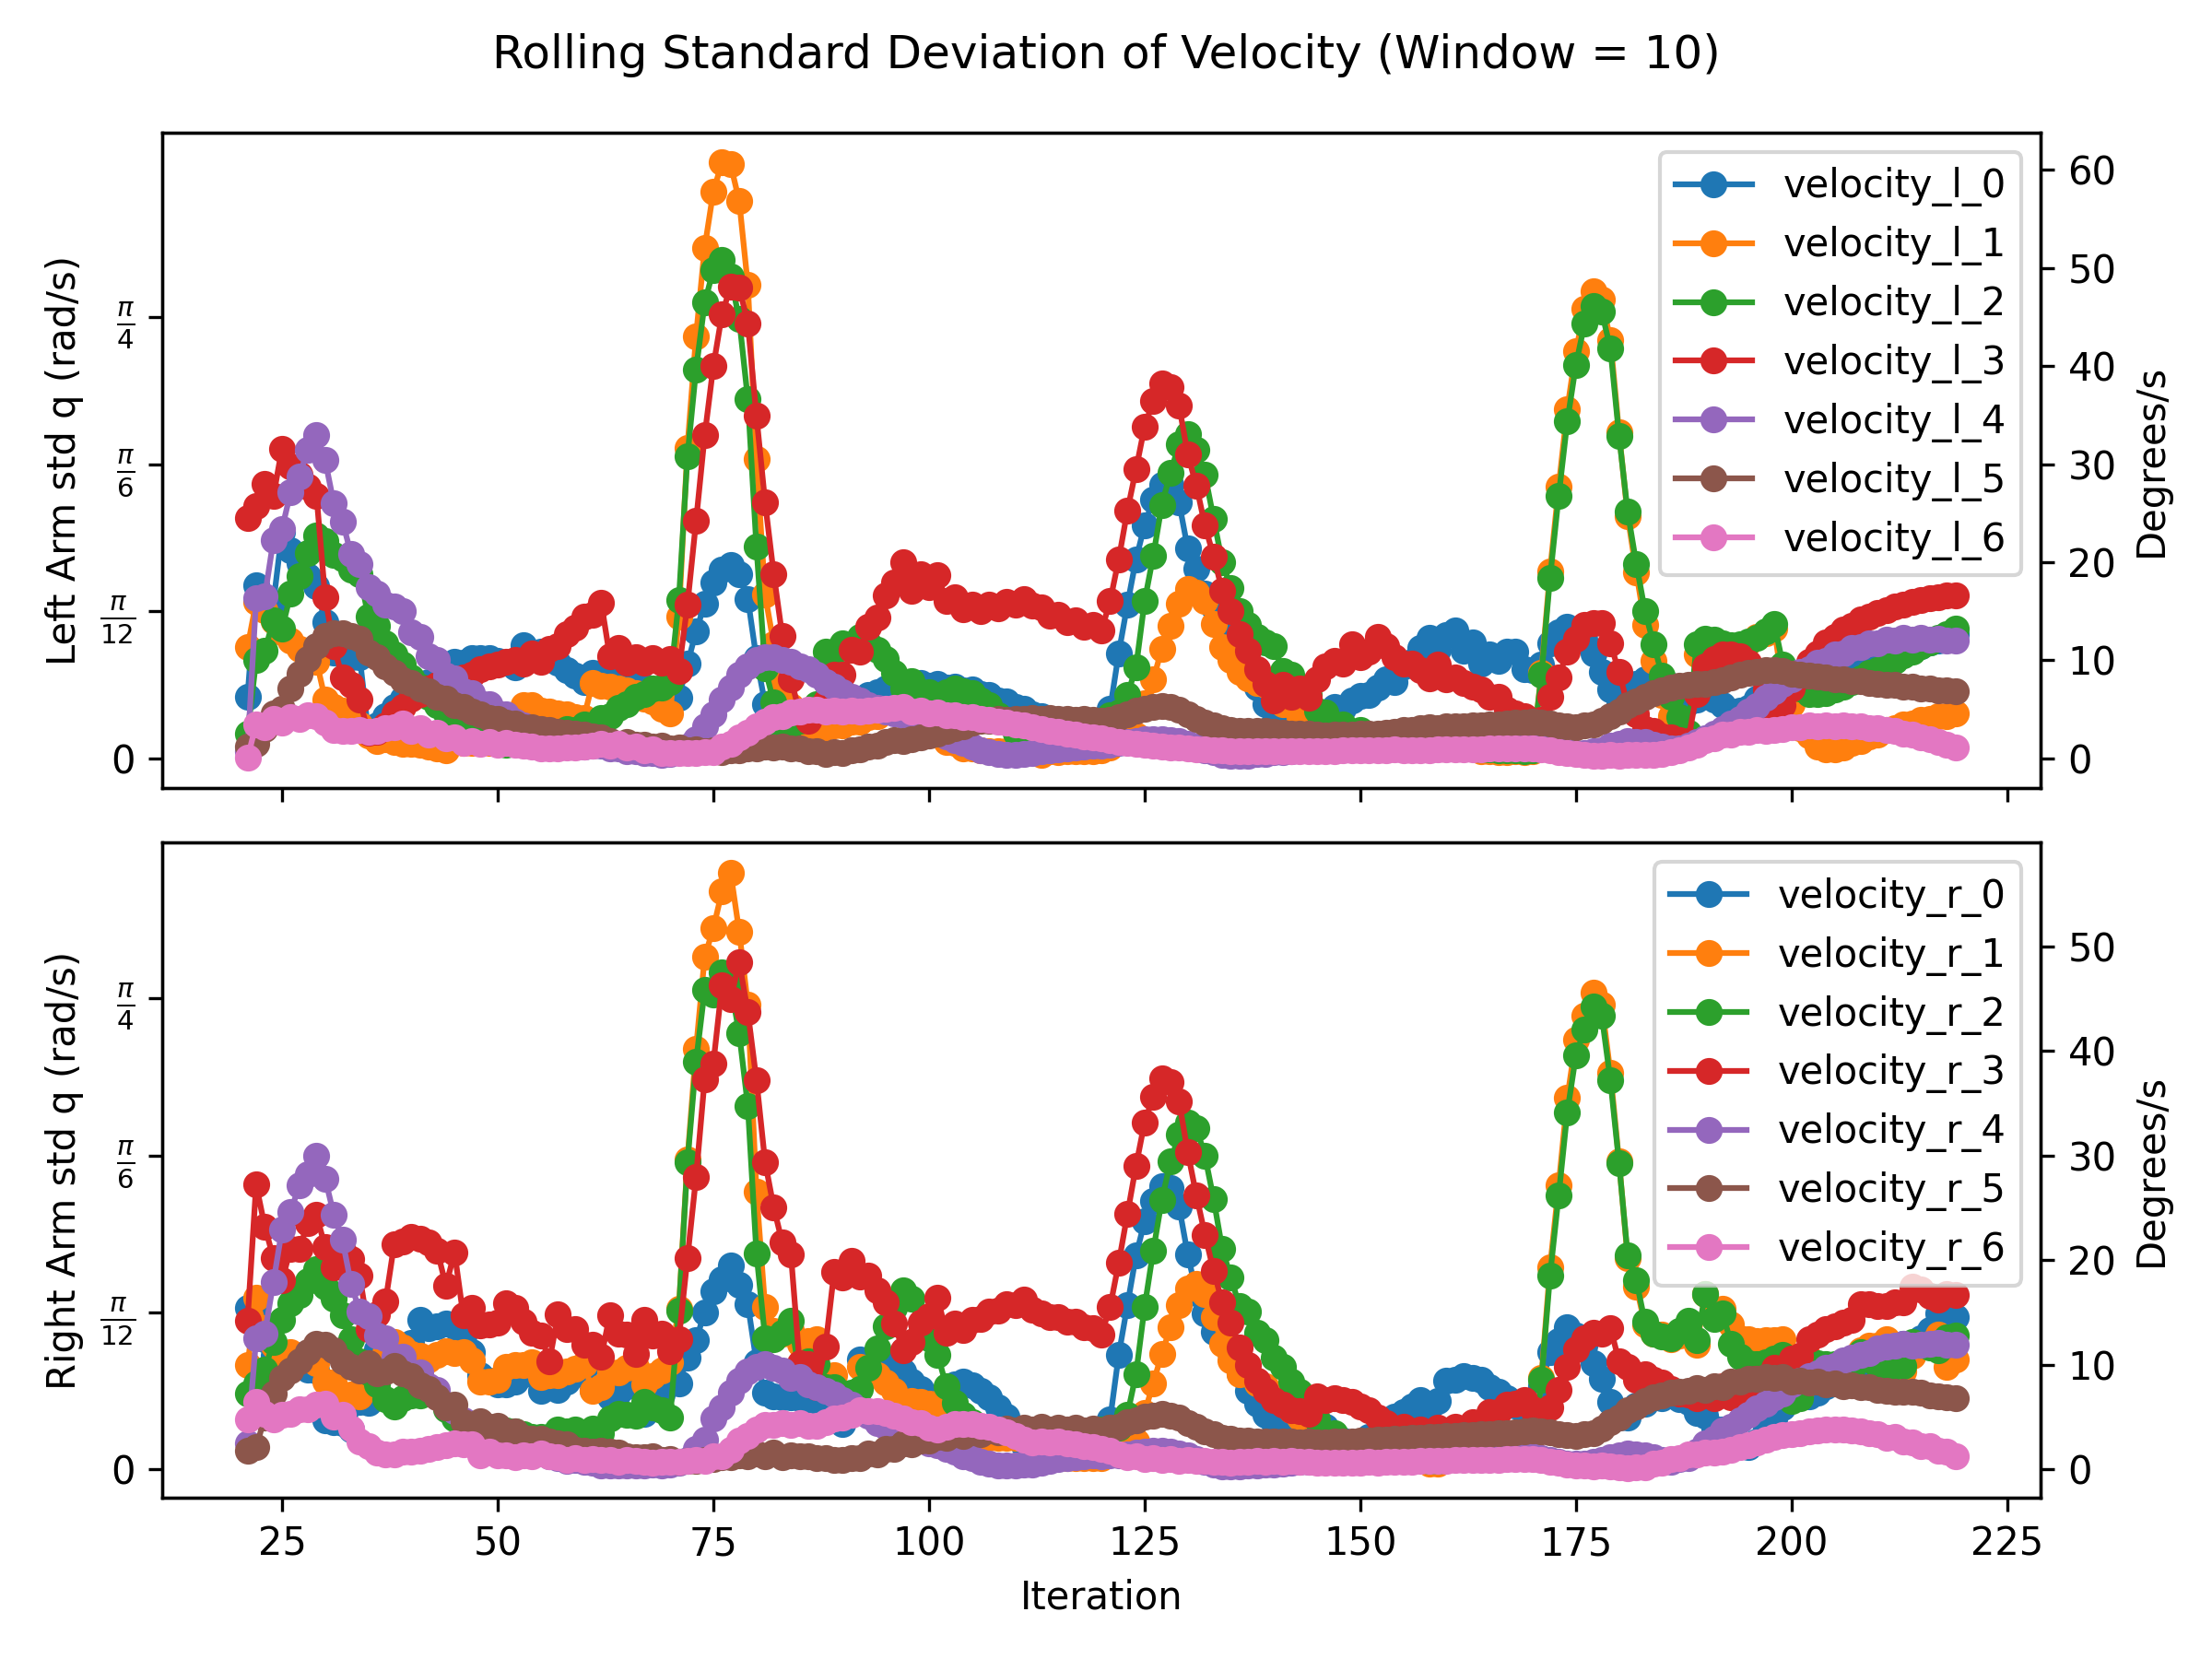 Rolling Standard Deviation of Velocity (Window = 10)
Left Arm std q (rad/s)
π/4
π/6
π/12
0
60
50
40
30
20
10
0
Degrees/s
velocity_l_0
velocity_l_1
velocity_l_2
velocity_l_3
velocity_l_4
velocity_l_5
velocity_l_6
Right Arm std q (rad/s)
π/4
π/6
π/12
0
50
40
30
20
10
0
Degrees/s
velocity_r_0
velocity_r_1
velocity_r_2
velocity_r_3
velocity_r_4
velocity_r_5
velocity_r_6
25 50 75 100 125 150 175 200 225
Iteration